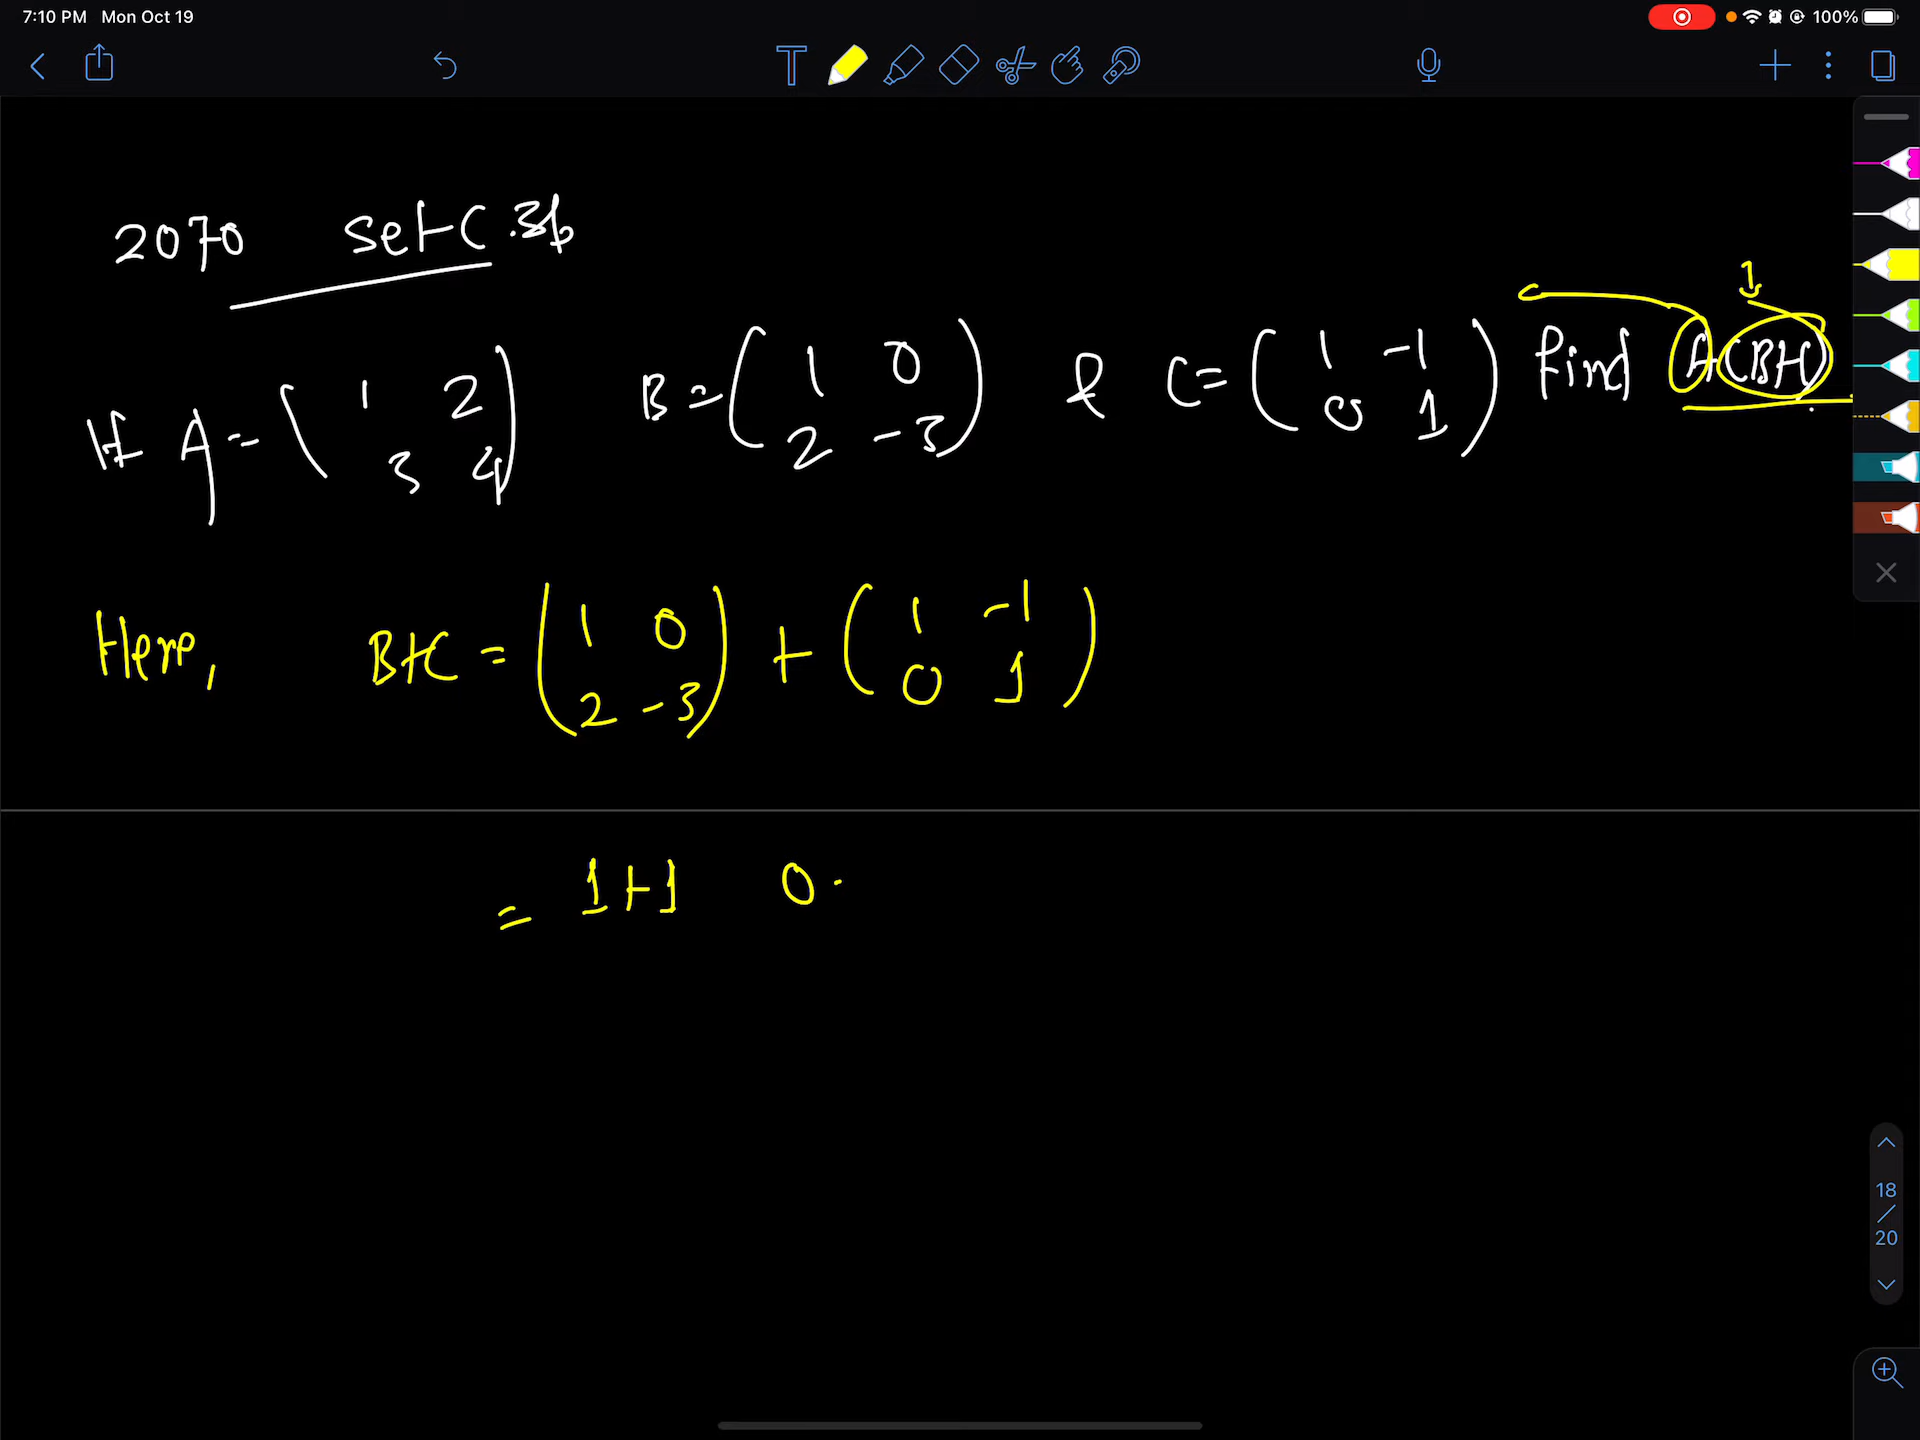 7:10 PM Mon Oct 19 100%
2070 set-C .3b
If A = ( 1 2 3 4 ) B = ( 1 0 2 -3 ) & C = ( 1 -1 0 1 ) find A(B+C)
1
Here, B+C = ( 1 0 2 -3 ) + ( 1 -1 0 1 )
= 1+1 0 -
18
/
20